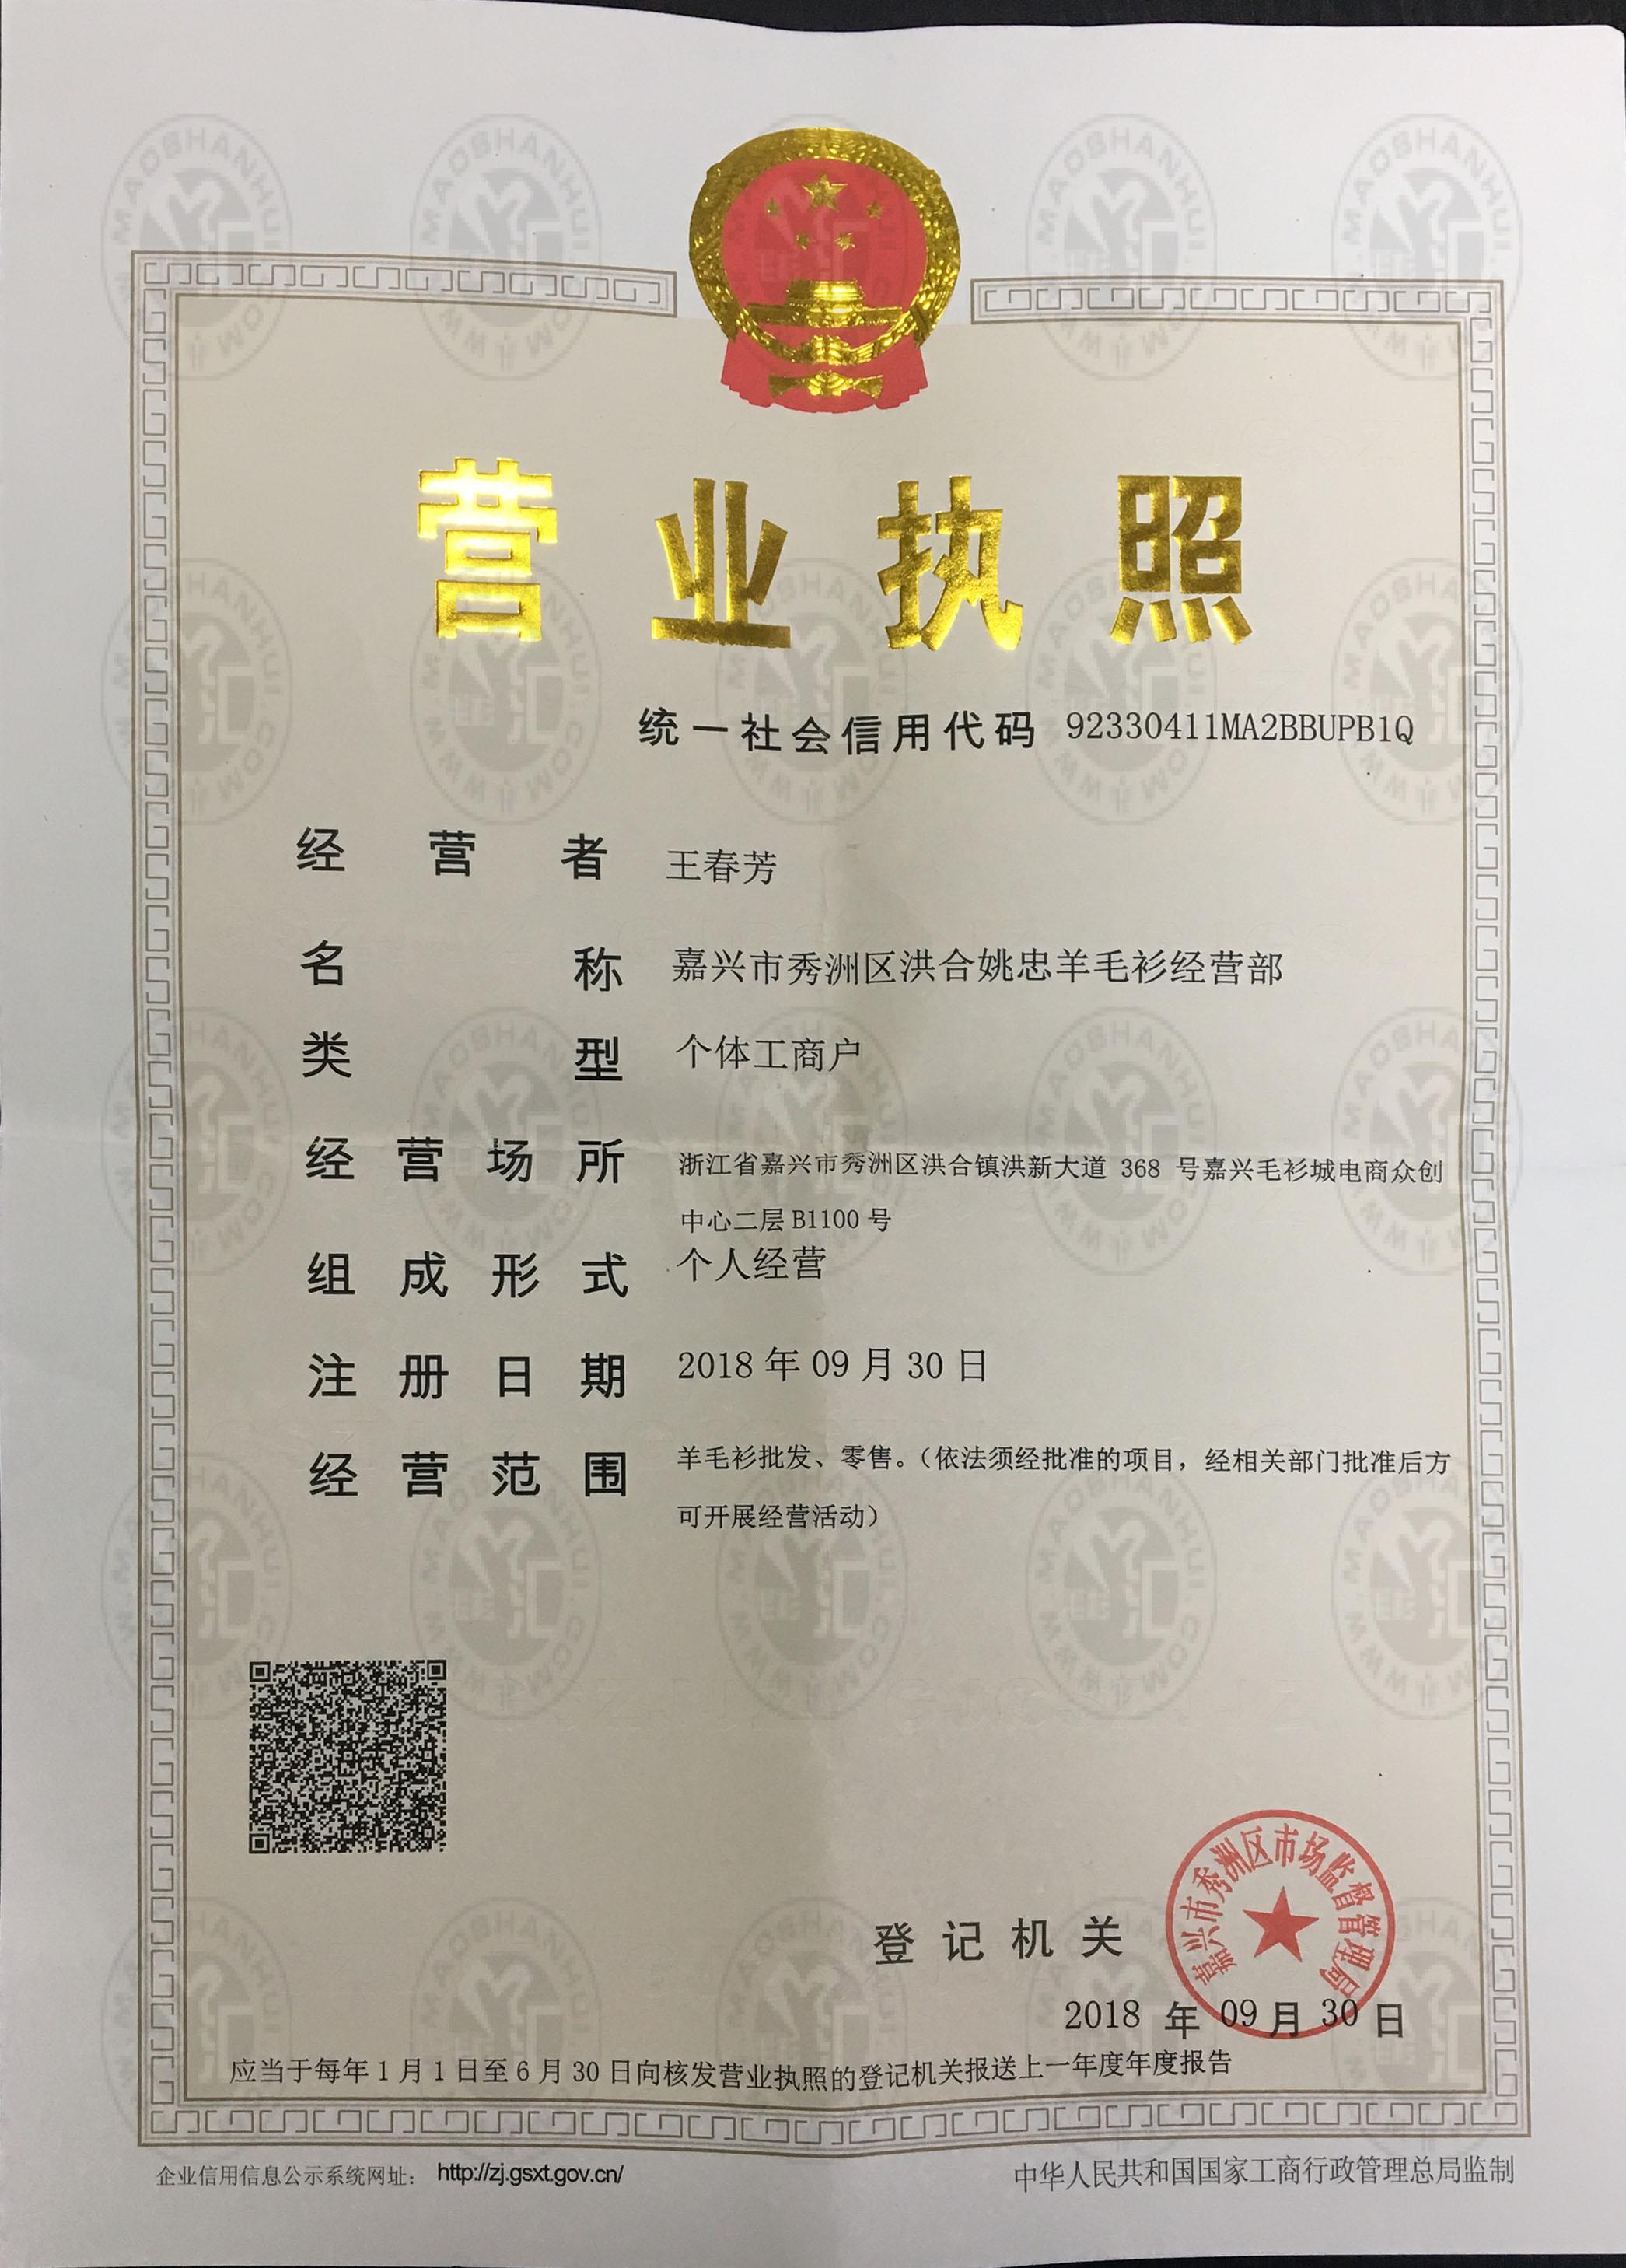 营业执照
统一社会信用代码 92330411MA2BBUPB1Q
经营者 王春芳
名称 嘉兴市秀洲区洪合姚忠羊毛衫经营部
类型 个体工商户
经营场所 浙江省嘉兴市秀洲区洪合镇洪新大道 368 号嘉兴毛衫城电商众创
中心二层 B1100 号
组成形式 个人经营
注册日期 2018 年 09 月 30 日
经营范围 羊毛衫批发、零售。（依法须经批准的项目，经相关部门批准后方
可开展经营活动）
嘉兴市秀洲区市场监督管理局
登记机关
2018 年 09 月 30 日
应当于每年 1 月 1 日至 6 月 30 日向核发营业执照的登记机关报送上一年度年度报告
企业信用信息公示系统网址： http://zj.gsxt.gov.cn/
中华人民共和国国家工商行政管理总局监制